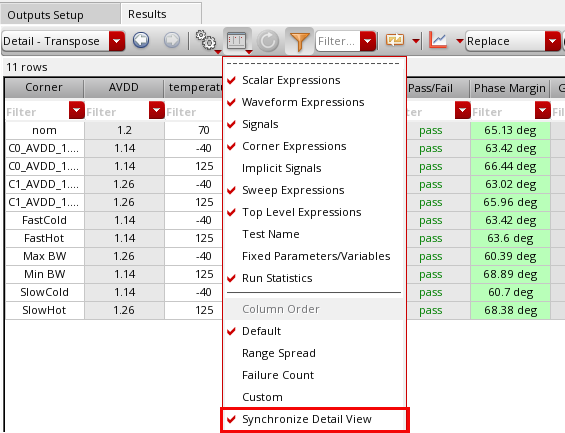 Outputs Setup Results
Detail - Transpose Filter... Replace
11 rows
Corner AVDD temperatu Pass/Fail Phase Margin G
Filter Filter Filter Filter Filter
nom 1.2 70 pass 65.13 deg
C0_AVDD_1.... 1.14 -40 pass 63.42 deg
C0_AVDD_1.... 1.14 125 pass 66.44 deg
C1_AVDD_1.... 1.26 -40 pass 63.02 deg
C1_AVDD_1.... 1.26 125 pass 65.96 deg
FastCold 1.14 -40 pass 63.42 deg
FastHot 1.14 125 pass 63.6 deg
Max BW 1.26 -40 pass 60.39 deg
Min BW 1.14 125 pass 68.89 deg
SlowCold 1.14 -40 pass 60.7 deg
SlowHot 1.26 125 pass 68.38 deg
Scalar Expressions
Waveform Expressions
Signals
Corner Expressions
Implicit Signals
Sweep Expressions
Top Level Expressions
Test Name
Fixed Parameters/Variables
Run Statistics
Column Order
Default
Range Spread
Failure Count
Custom
Synchronize Detail View